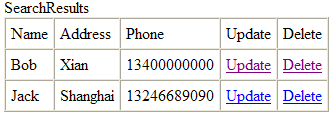 SearchResults
Name Address Phone Update Delete
Bob Xian 13400000000 Update Delete
Jack Shanghai 13246689090 Update Delete